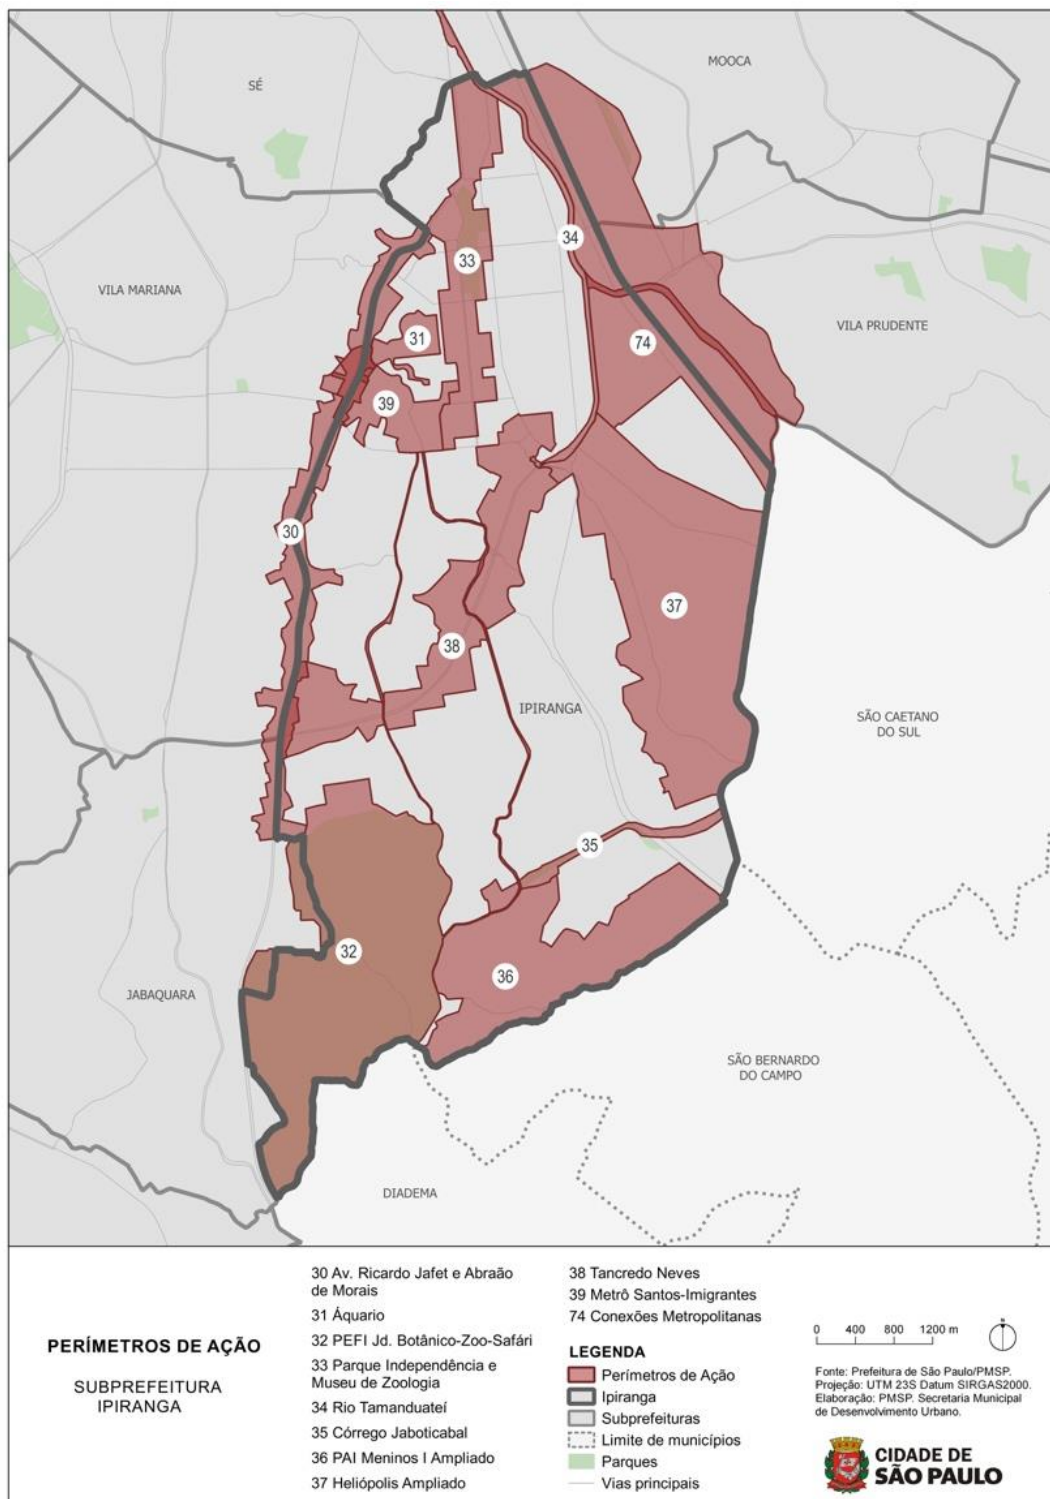 SÉ
MOOCA
VILA MARIANA
34
33
VILA PRUDENTE
31
74
39
30
37
38
IPIRANGA
SÃO CAETANO
DO SUL
35
32
36
JABAQUARA
SÃO BERNARDO
DO CAMPO
DIADEMA
PERÍMETROS DE AÇÃO
SUBPREFEITURA
IPIRANGA
30 Av. Ricardo Jafet e Abraão
de Morais
31 Áquario
32 PEFI Jd. Botânico-Zoo-Safári
33 Parque Independência e
Museu de Zoologia
34 Rio Tamanduateí
35 Córrego Jaboticabal
36 PAI Meninos I Ampliado
37 Heliópolis Ampliado
38 Tancredo Neves
39 Metrô Santos-Imigrantes
74 Conexões Metropolitanas
LEGENDA
Perímetros de Ação
Ipiranga
Subprefeituras
Limite de municípios
Parques
Vias principais
0 400 800 1200 m
Fonte: Prefeitura de São Paulo/PMSP.
Projeção: UTM 23S Datum SIRGAS2000.
Elaboração: PMSP. Secretaria Municipal
de Desenvolvimento Urbano.
CIDADE DE
SÃO PAULO